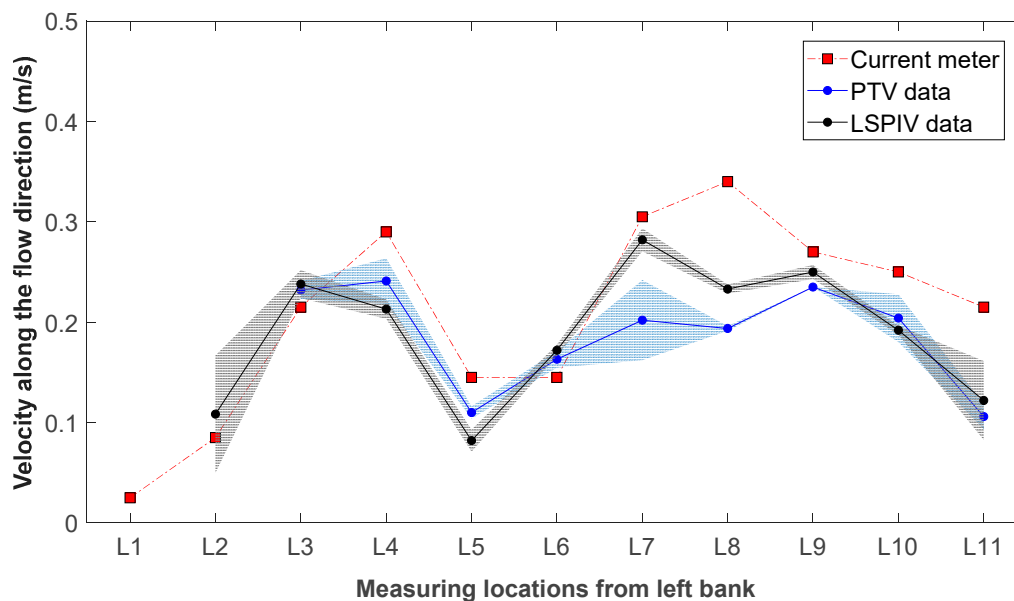 Velocity along the flow direction (m/s)
0.5
0.4
0.3
0.2
0.1
0
Current meter
PTV data
LSPIV data
L1 L2 L3 L4 L5 L6 L7 L8 L9 L10 L11
Measuring locations from left bank